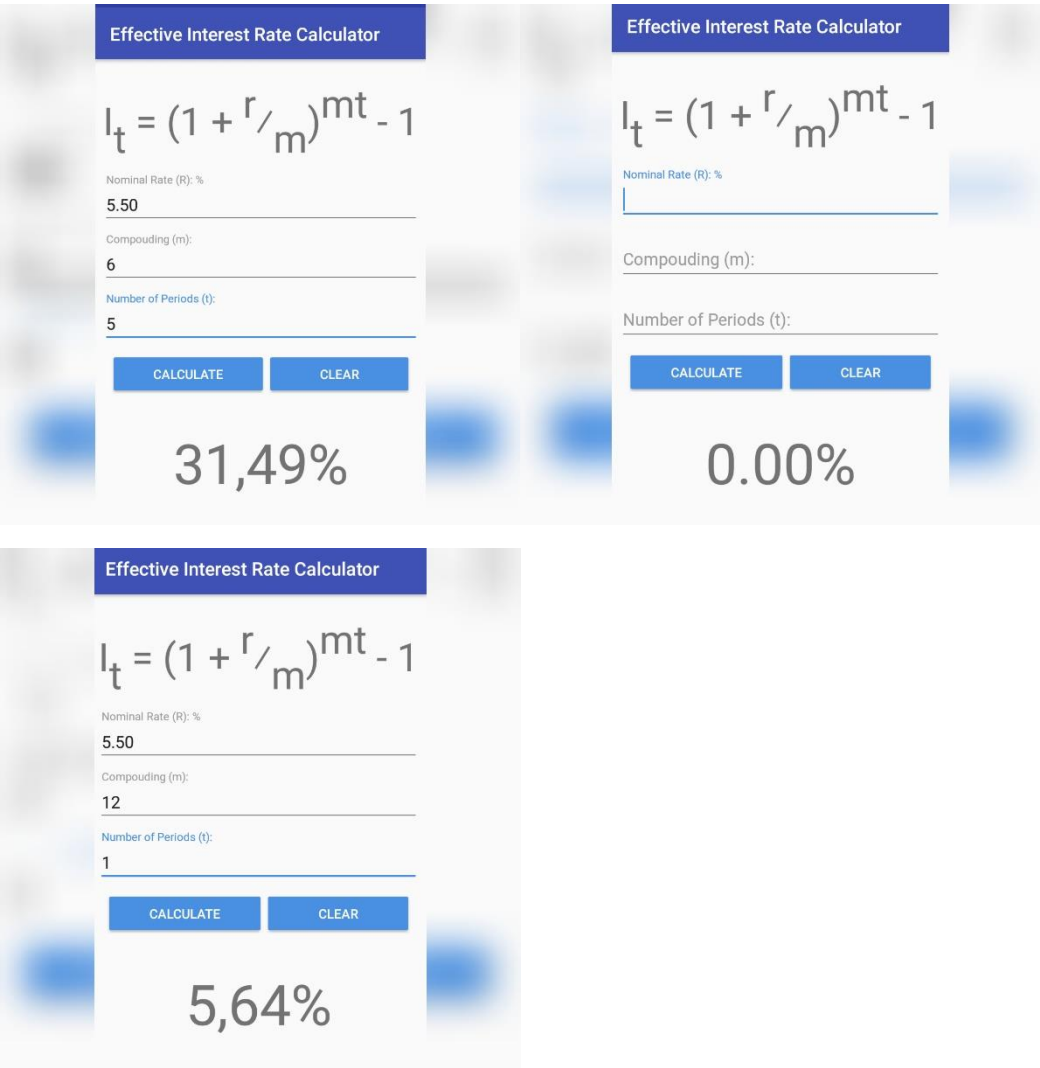 Effective Interest Rate Calculator
I_t = (1 + r/m)^mt - 1
Nominal Rate (R): %
5.50
Compouding (m):
6
Number of Periods (t):
5
CALCULATE CLEAR
31,49%
Effective Interest Rate Calculator
I_t = (1 + r/m)^mt - 1
Nominal Rate (R): %
Compouding (m):
Number of Periods (t):
CALCULATE CLEAR
0.00%
Effective Interest Rate Calculator
I_t = (1 + r/m)^mt - 1
Nominal Rate (R): %
5.50
Compouding (m):
12
Number of Periods (t):
1
CALCULATE CLEAR
5,64%